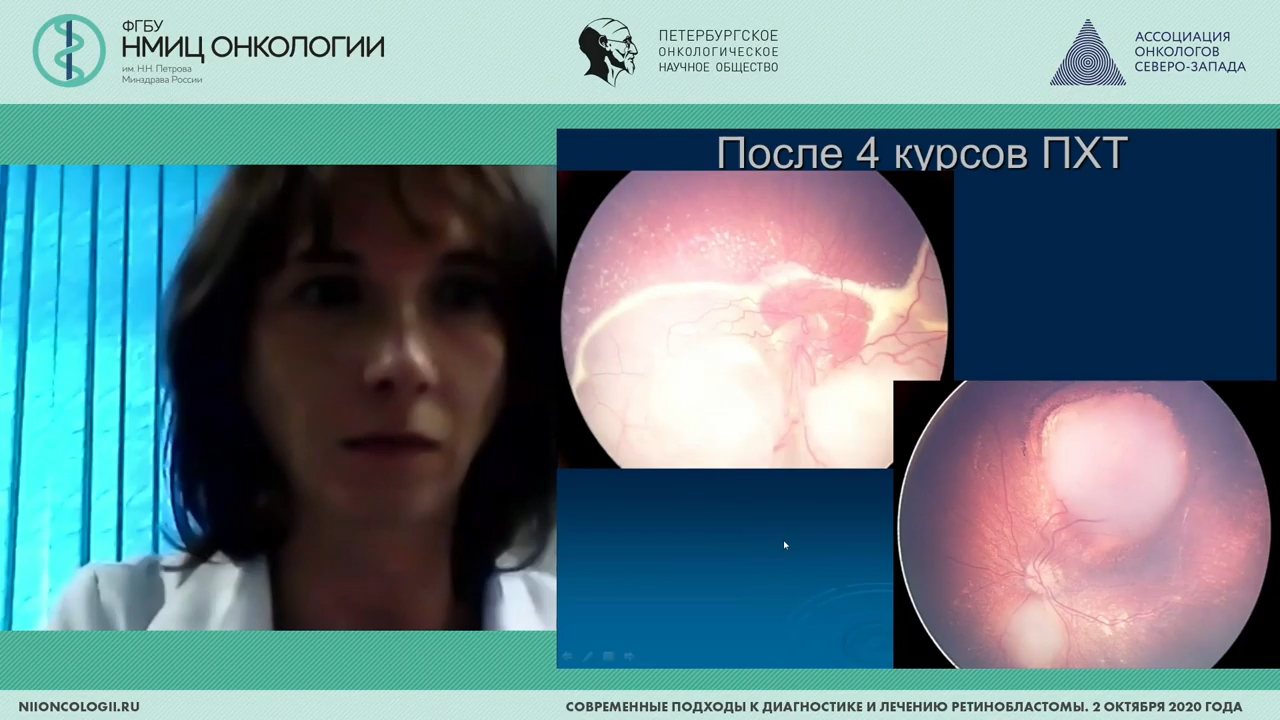 ФГБУ
НМИЦ ОНКОЛОГИИ
им. Н.Н. Петрова
Минздрава России
ПЕТЕРБУРГСКОЕ
ОНКОЛОГИЧЕСКОЕ
НАУЧНОЕ ОБЩЕСТВО
АССОЦИАЦИЯ
ОНКОЛОГОВ
СЕВЕРО-ЗАПАДА
После 4 курсов ПХТ
NIIONCOLOGII.RU
СОВРЕМЕННЫЕ ПОДХОДЫ К ДИАГНОСТИКЕ И ЛЕЧЕНИЮ РЕТИНОБЛАСТОМЫ. 2 ОКТЯБРЯ 2020 ГОДА